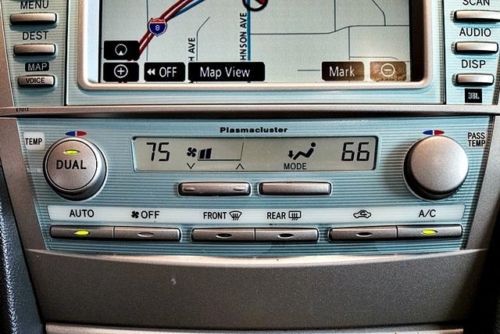 MENU
DEST
MAP
VOICE
8
AVE
NSON AVE
◀◀ OFF
Map View
Mark
SCAN
AUDIO
DISP
JBL
Plasmacluster
TEMP
DUAL
75
MODE
66
PASS TEMP
AUTO
OFF
FRONT
REAR
A/C